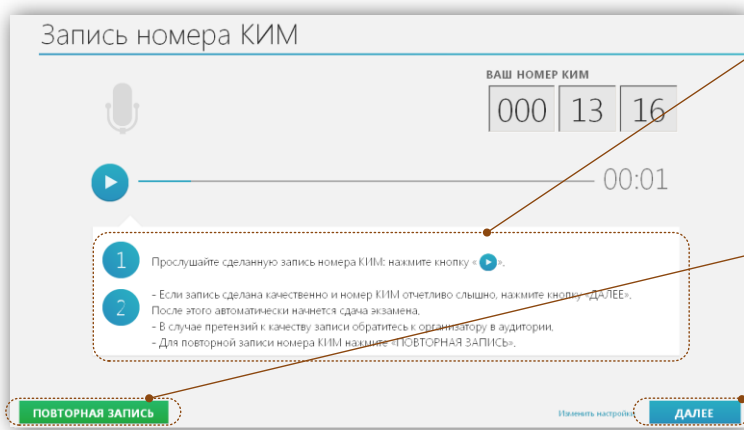 Запись номера КИМ
ВАШ НОМЕР КИМ
000 13 16
00:01
1
Прослушайте сделанную запись номера КИМ: нажмите кнопку « ».
2
– Если запись сделана качественно и номер КИМ отчетливо слышно, нажмите кнопку «ДАЛЕЕ».
После этого автоматически начнется сдача экзамена.
– В случае претензий к качеству записи обратитесь к организатору в аудитории.
– Для повторной записи номера КИМ нажмите «ПОВТОРНАЯ ЗАПИСЬ».
ПОВТОРНАЯ ЗАПИСЬ
Изменить настройки
ДАЛЕЕ